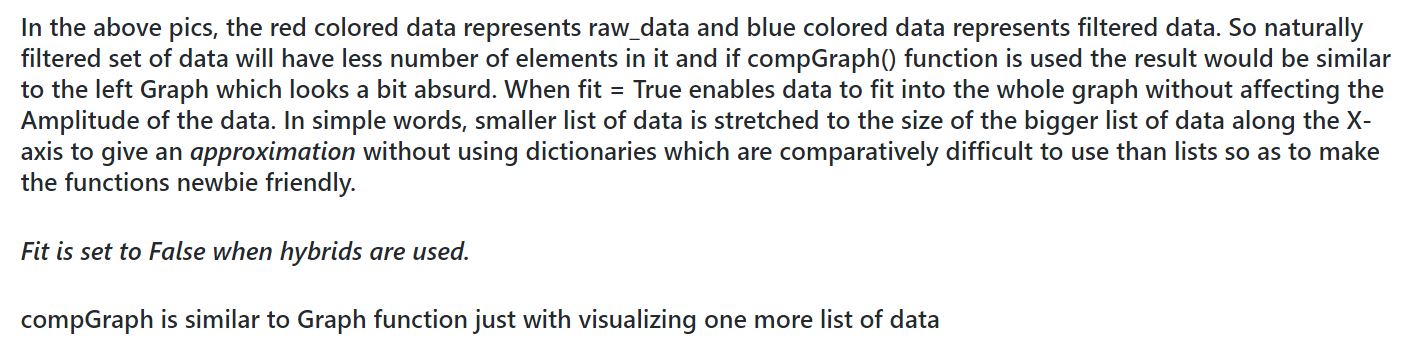 In the above pics, the red colored data represents raw_data and blue colored data represents filtered data. So naturally
filtered set of data will have less number of elements in it and if compGraph() function is used the result would be similar
to the left Graph which looks a bit absurd. When fit = True enables data to fit into the whole graph without affecting the
Amplitude of the data. In simple words, smaller list of data is stretched to the size of the bigger list of data along the X-
axis to give an approximation without using dictionaries which are comparatively difficult to use than lists so as to make
the functions newbie friendly.
Fit is set to False when hybrids are used.
compGraph is similar to Graph function just with visualizing one more list of data